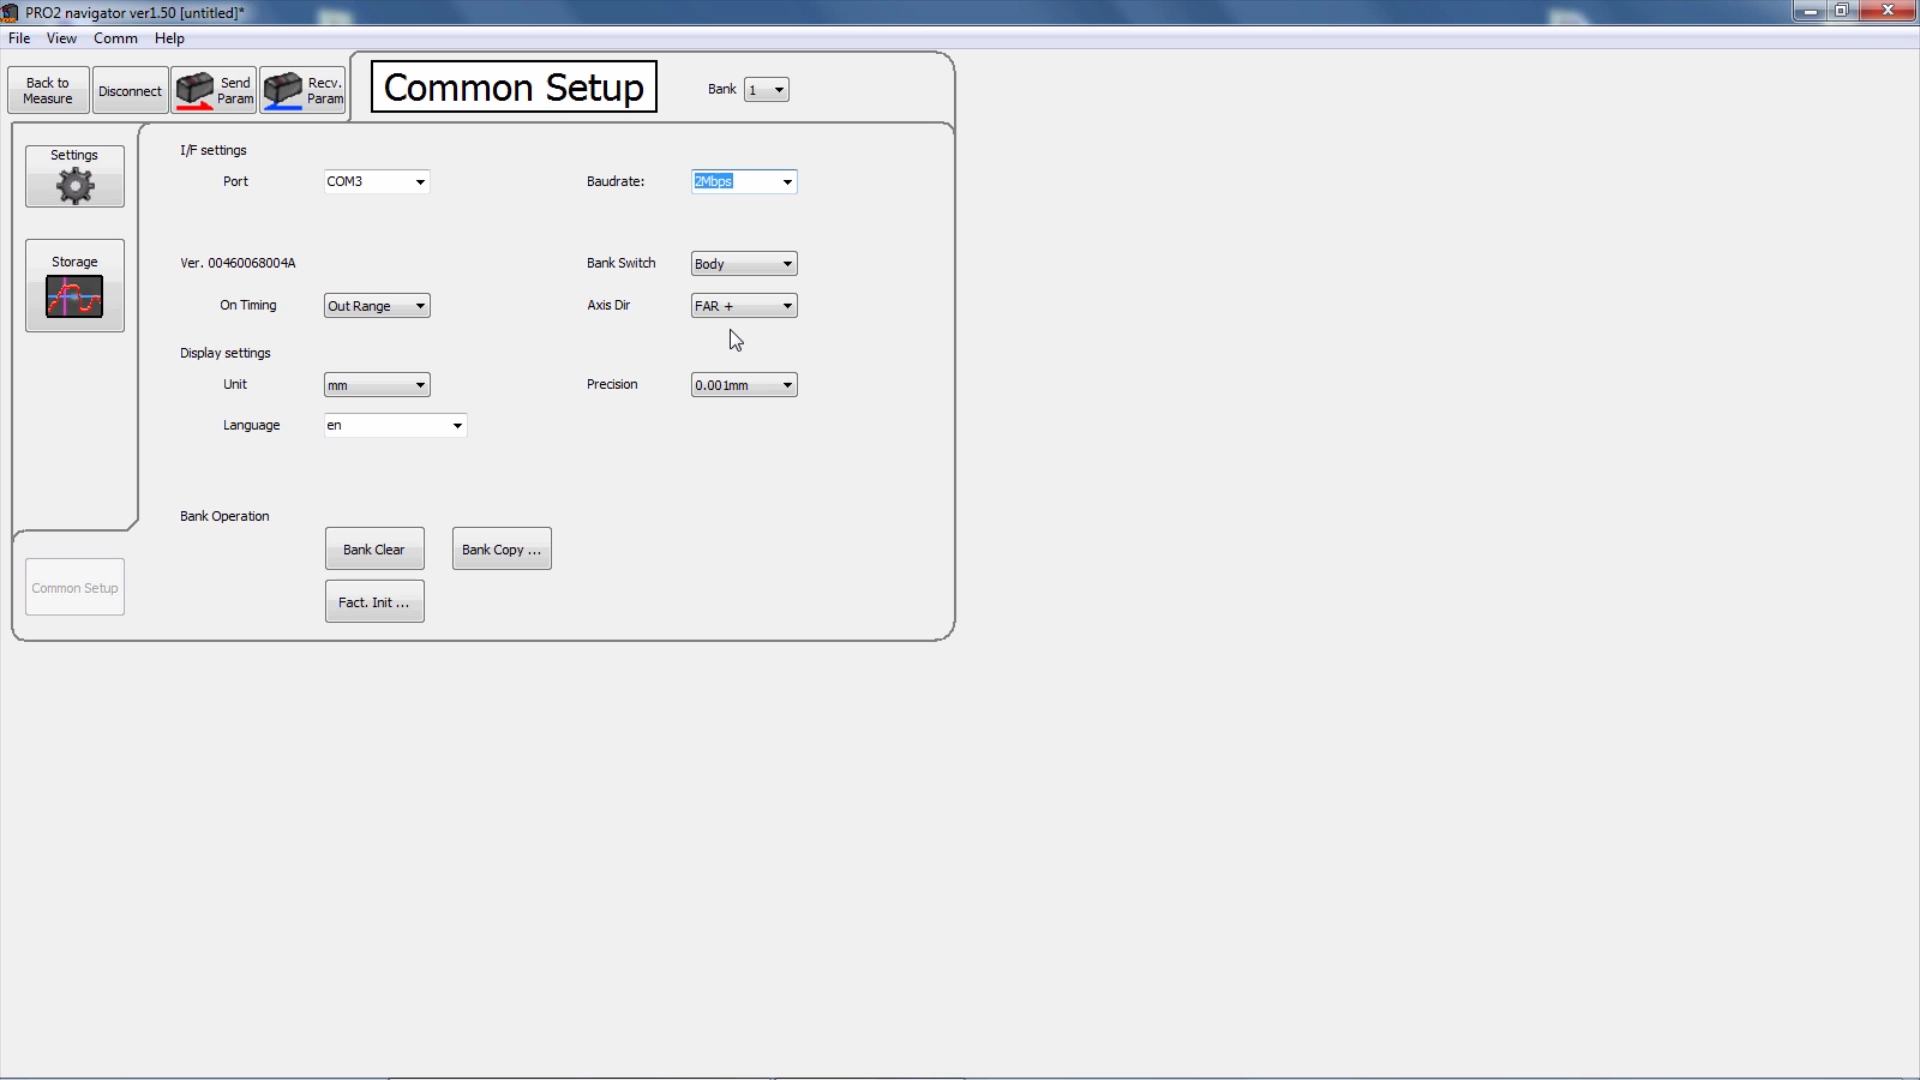 PRO2 navigator ver1.50 [untitled]*
File View Comm Help
Back to
Measure
Disconnect
Send
Param
Recv.
Param
Common Setup
Bank 1
Settings
Storage
Common Setup
I/F settings
Port COM3 Baudrate: 2Mbps
Ver. 00460068004A Bank Switch Body
On Timing Out Range Axis Dir FAR +
Display settings
Unit mm Precision 0.001mm
Language en
Bank Operation
Bank Clear Bank Copy ...
Fact. Init ...